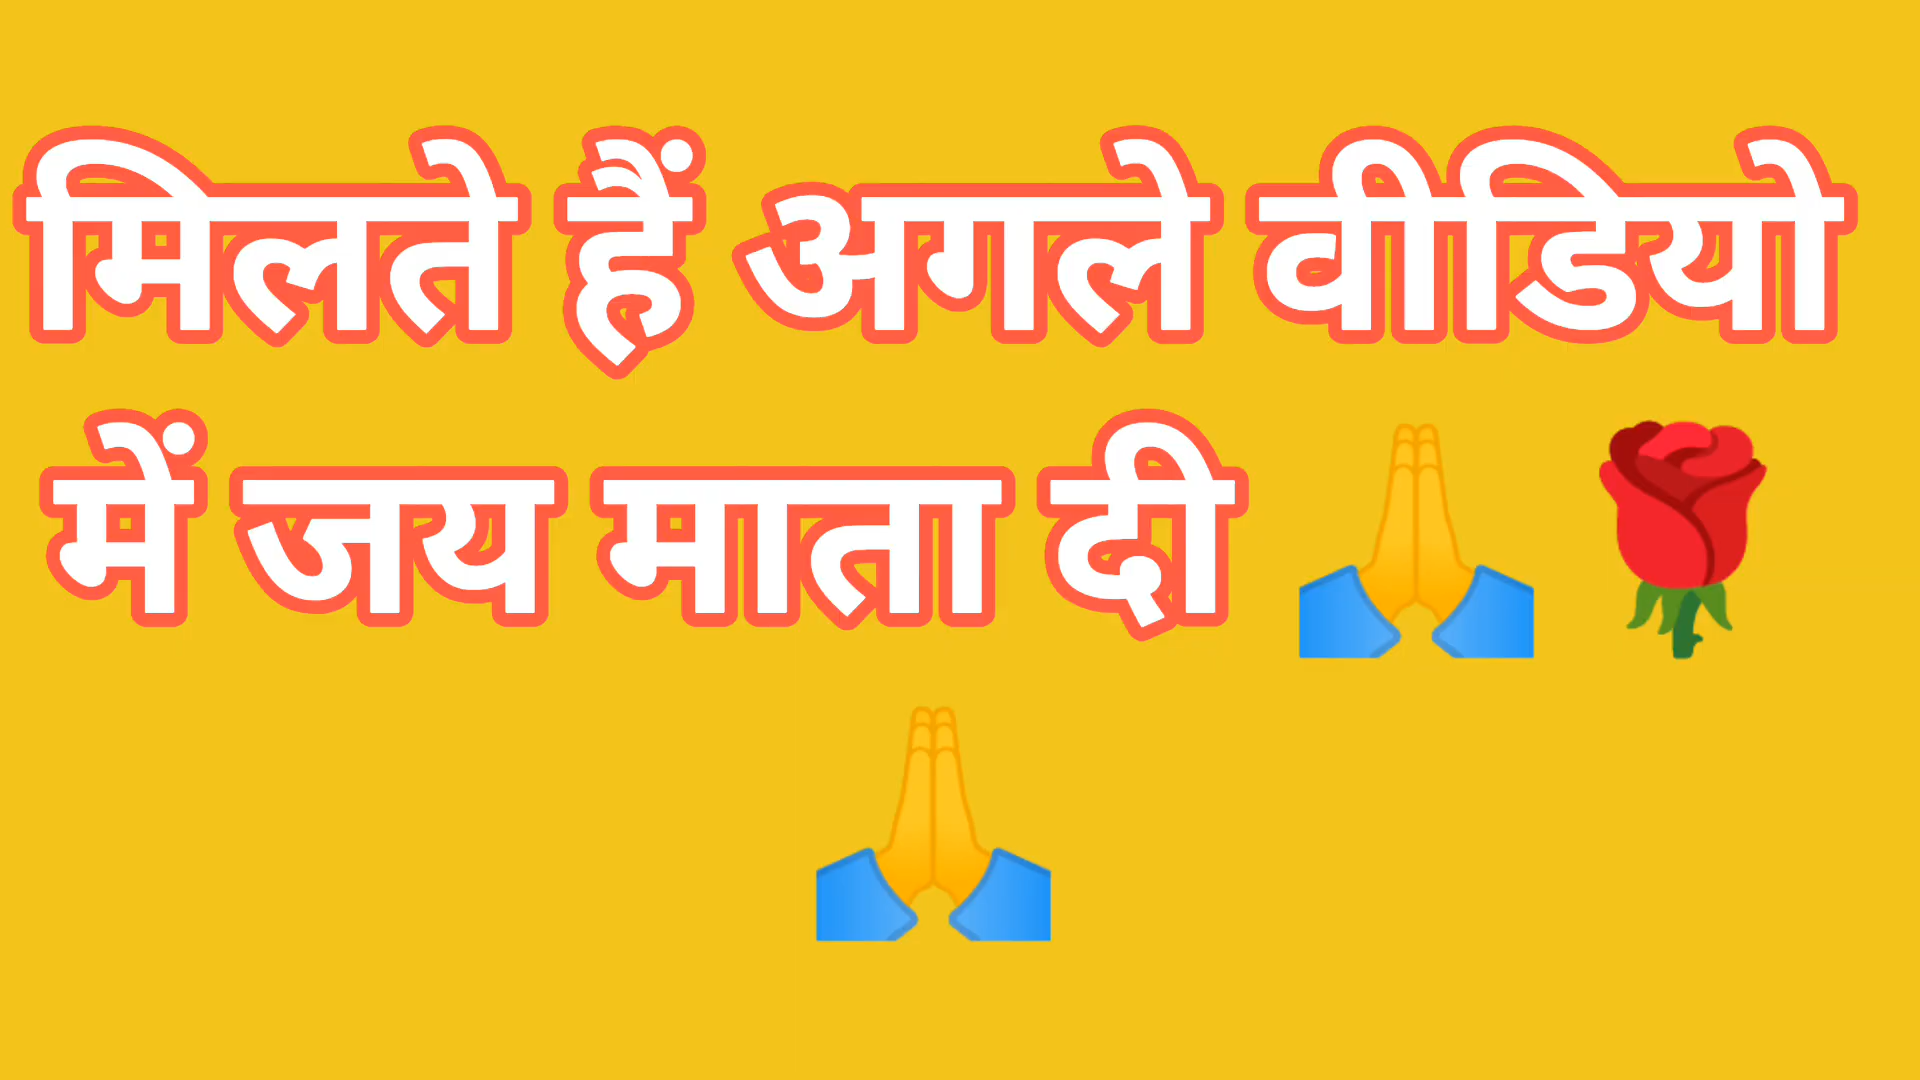 मिलते हैं अगले वीडियो
में जय माता दी 🙏 🌹
🙏